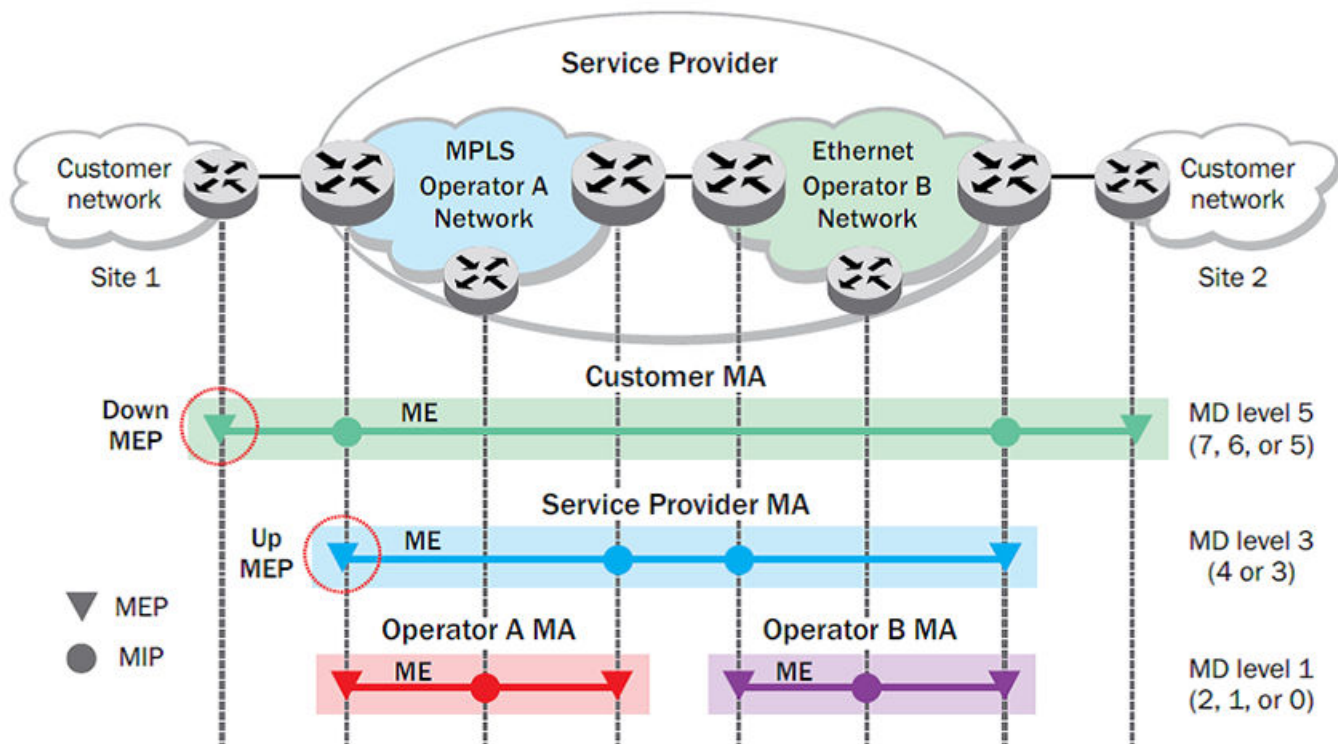 Service Provider
Customer
network
MPLS
Operator A
Network
Ethernet
Operator B
Network
Customer
network
Site 1
Site 2
Customer MA
Down
MEP
ME
MD level 5
(7, 6, or 5)
Service Provider MA
Up
MEP
ME
MD level 3
(4 or 3)
MEP
MIP
Operator A MA
Operator B MA
ME
ME
MD level 1
(2, 1, or 0)